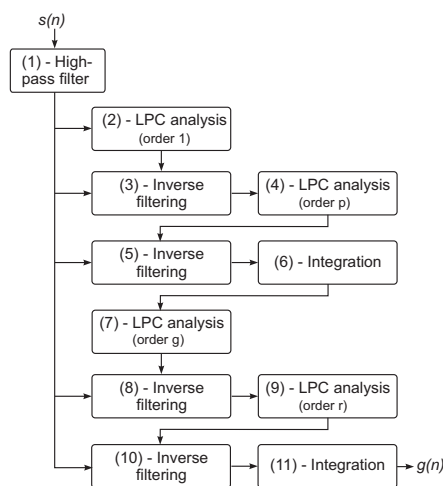 s(n)
(1) - High-
pass filter
(2) - LPC analysis
(order 1)
(3) - Inverse
filtering
(4) - LPC analysis
(order p)
(5) - Inverse
filtering
(6) - Integration
(7) - LPC analysis
(order g)
(8) - Inverse
filtering
(9) - LPC analysis
(order r)
(10) - Inverse
filtering
(11) - Integration
g(n)